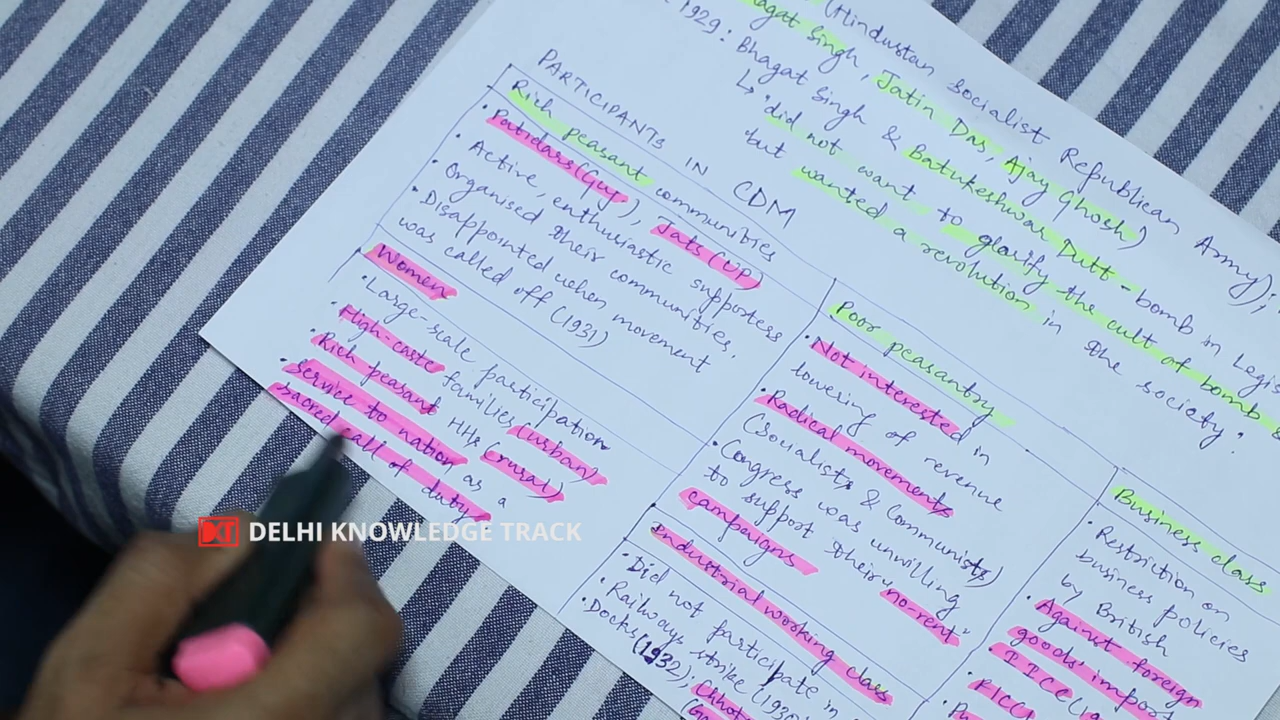 (Hindustan Socialist Republican Army);
Bhagat Singh, Jatin Das, Ajay Ghosh)
1929: Bhagat Singh & Batukeshwar Dutt - bomb in Legis
↳ "did not want to glorify the cult of bomb &
but wanted a revolution in the society."
PARTICIPANTS IN CDM
Rich peasant communities
• Patidars (Guj), Jats (UP)
• Active, enthusiastic supporters
• Organised their communities.
• Disappointed when movement
was called off (1931)
Women
• Large-scale participation
• High-caste families (urban)
• Rich peasant HHs (rural)
• Service to nation as a
sacred call of duty
Poor peasantry
• Not interested in
lowering of revenue
• Radical movements
(Socialists & Communists)
• Congress was unwilling
to support their "no-rent"
campaigns
Industrial working class
• Did not participate in
• Railways strike (1930
• Docks (1932);
Business class
• Restriction on
business policies
by British
• Against foreign
goods' import
• IICC
FICCI
DKT DELHI KNOWLEDGE TRACK